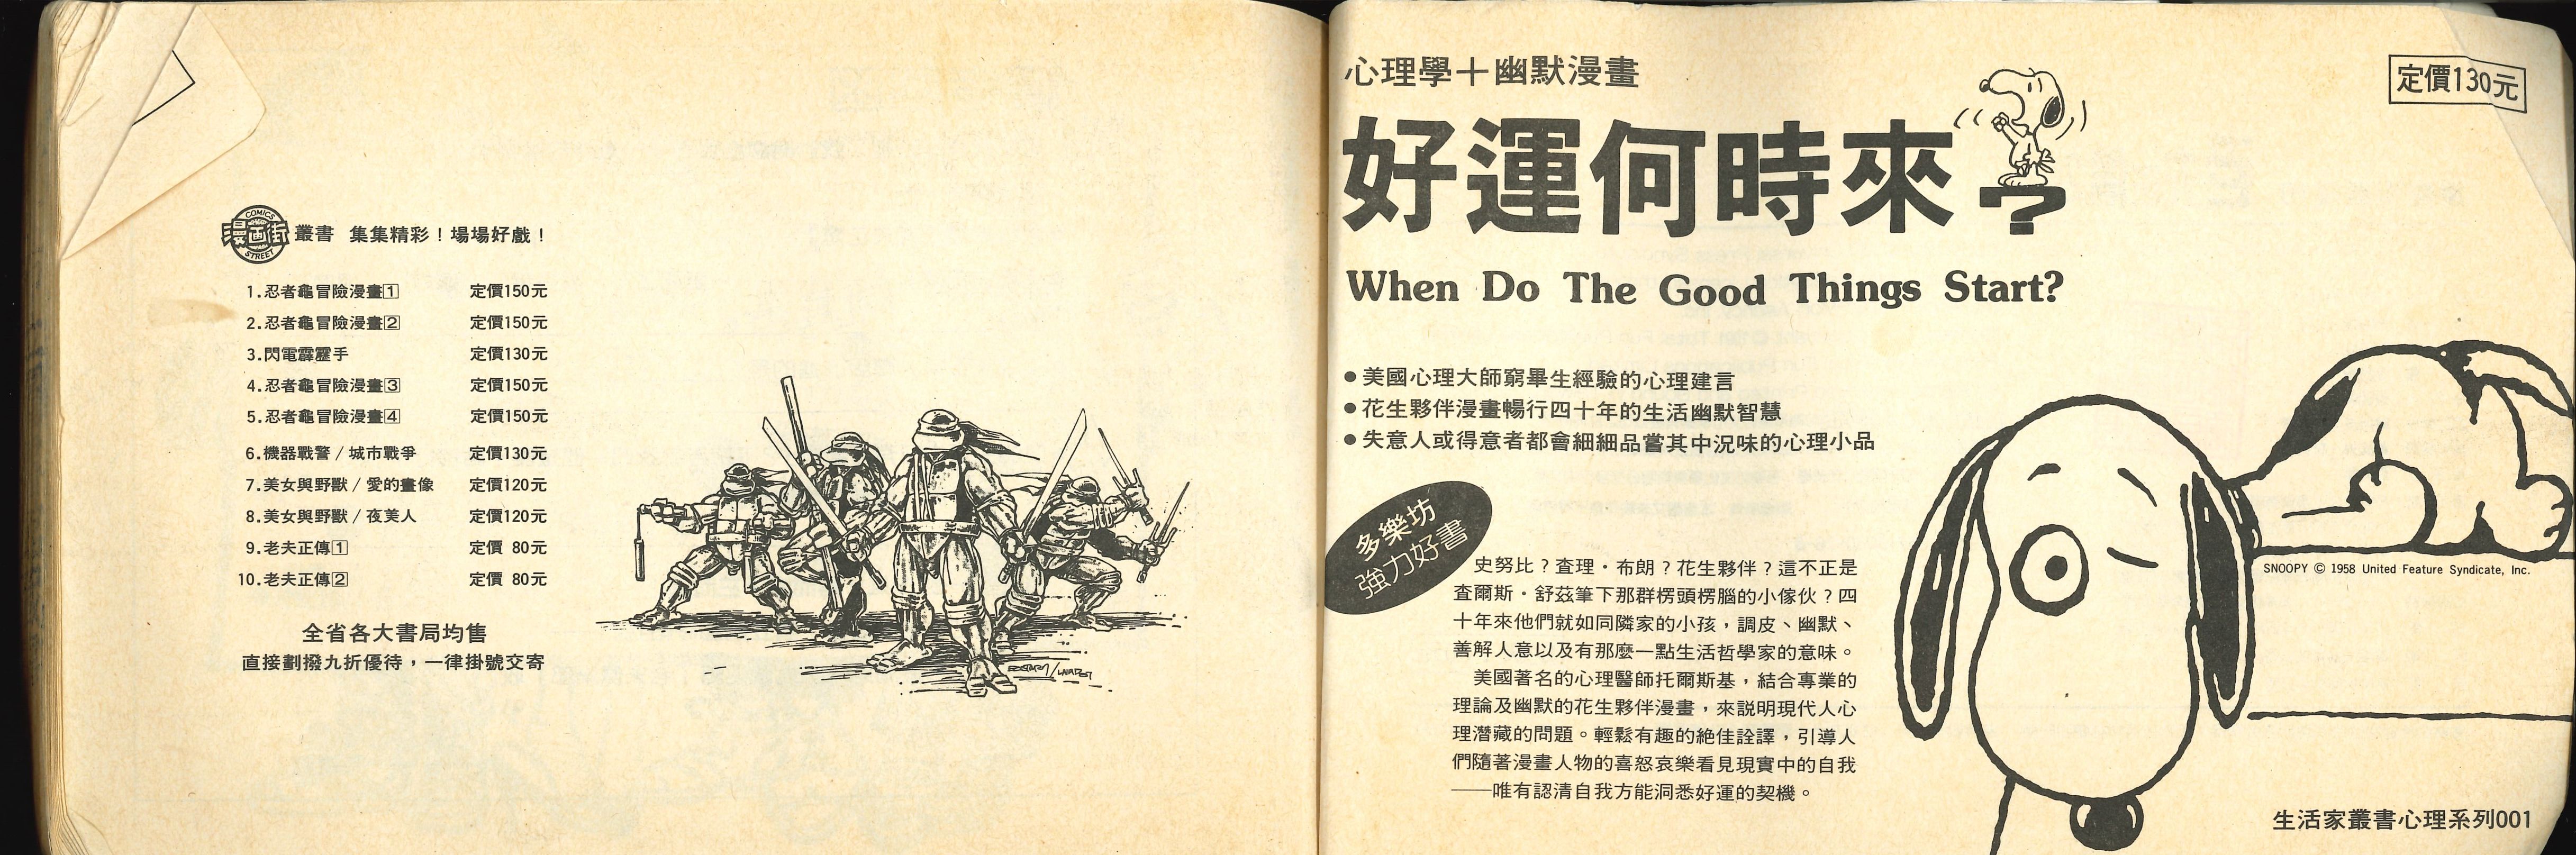 COMICS
漫画街
STREET
叢書 集集精彩！場場好戲！
1.忍者龜冒險漫畫1 定價150元
2.忍者龜冒險漫畫2 定價150元
3.閃電霹靂手 定價130元
4.忍者龜冒險漫畫3 定價150元
5.忍者龜冒險漫畫4 定價150元
6.機器戰警／城市戰爭 定價130元
7.美女與野獸／愛的畫像 定價120元
8.美女與野獸／夜美人 定價120元
9.老夫正傳1 定價 80元
10.老夫正傳2 定價 80元
全省各大書局均售
直接劃撥九折優待，一律掛號交寄
心理學＋幽默漫畫
定價130元
好運何時來?
When Do The Good Things Start?
●美國心理大師窮畢生經驗的心理建言
●花生夥伴漫畫暢行四十年的生活幽默智慧
●失意人或得意者都會細細品嘗其中況味的心理小品
多樂坊
強力好書
史努比？查理・布朗？花生夥伴？這不正是
查爾斯・舒茲筆下那群楞頭楞腦的小傢伙？四
十年來他們就如同隣家的小孩，調皮、幽默、
善解人意以及有那麼一點生活哲學家的意味。
美國著名的心理醫師托爾斯基，結合專業的
理論及幽默的花生夥伴漫畫，來説明現代人心
理潛藏的問題。輕鬆有趣的絶佳詮譯，引導人
們隨著漫畫人物的喜怒哀樂看見現實中的自我
——唯有認清自我方能洞悉好運的契機。
SNOOPY © 1958 United Feature Syndicate, Inc.
生活家叢書心理系列001